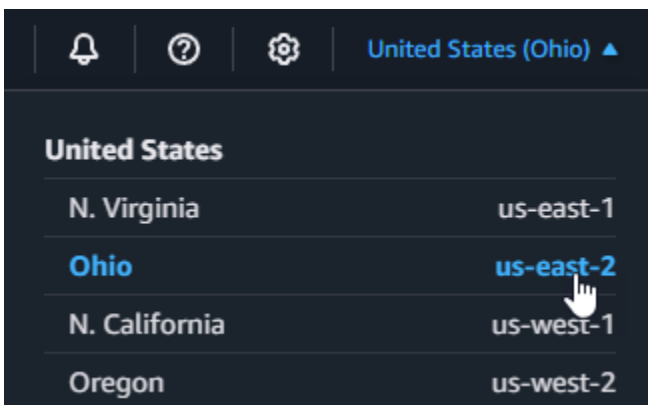 United States (Ohio) ▲
United States
N. Virginia us-east-1
Ohio us-east-2
N. California us-west-1
Oregon us-west-2